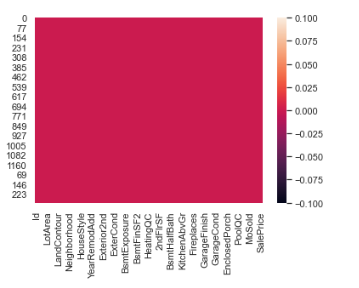 0
77
154
231
308
385
462
539
617
694
771
849
927
1005
1082
1160
69
146
223
0.100
0.075
0.050
0.025
0.000
−0.025
−0.050
−0.075
−0.100
Id
LotArea
LandContour
Neighborhood
HouseStyle
YearRemodAdd
Exterior2nd
ExterCond
BsmtExposure
BsmtFinSF2
HeatingQC
2ndFlrSF
BsmtHalfBath
KitchenAbvGr
Fireplaces
GarageFinish
GarageCond
EnclosedPorch
PoolQC
MoSold
SalePrice